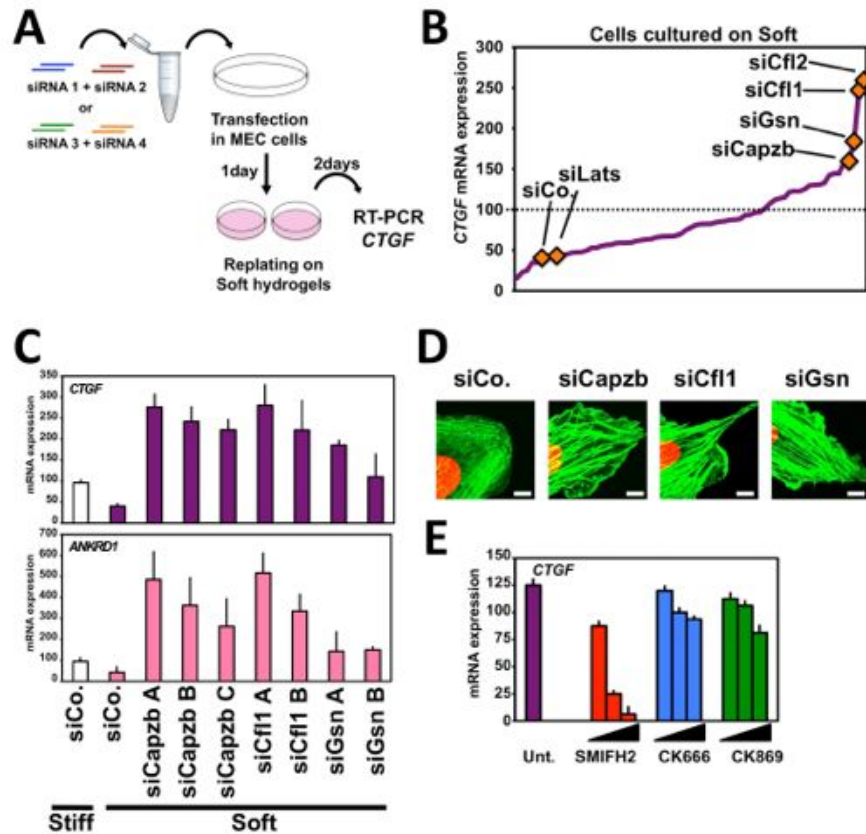 A
siRNA 1 + siRNA 2
or
siRNA 3 + siRNA 4
Transfection
in MEC cells
1day
2days
RT-PCR
CTGF
Replating on
Soft hydrogels
B
Cells cultured on Soft
CTGF mRNA expression
300
250
200
150
100
50
0
siCfl2
siCfl1
siGsn
siCapzb
siCo.
siLats
C
CTGF
mRNA expression
350
300
250
200
150
100
50
0
ANKRD1
mRNA expression
700
600
500
400
300
200
100
0
siCo.
siCo.
siCapzb A
siCapzb B
siCapzb C
siCfl1 A
siCfl1 B
siGsn A
siGsn B
Stiff
Soft
D
siCo.
siCapzb
siCfl1
siGsn
E
CTGF
mRNA expression
150
125
100
75
50
25
0
Unt.
SMIFH2
CK666
CK869